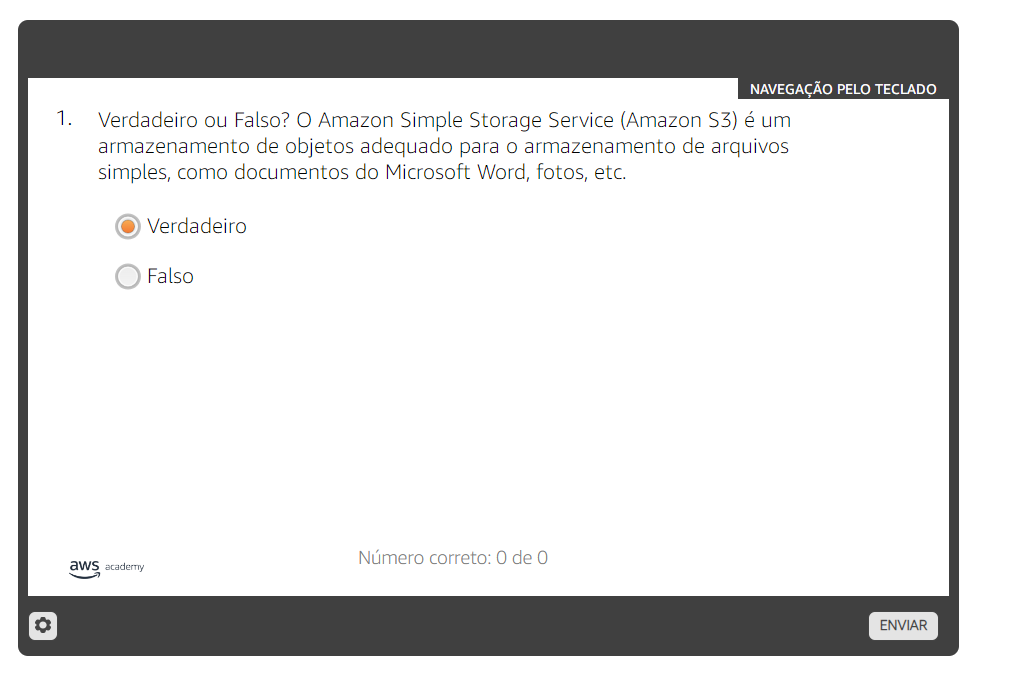 NAVEGAÇÃO PELO TECLADO
1. Verdadeiro ou Falso? O Amazon Simple Storage Service (Amazon S3) é um
armazenamento de objetos adequado para o armazenamento de arquivos
simples, como documentos do Microsoft Word, fotos, etc.
Verdadeiro
Falso
Número correto: 0 de 0
aws academy
ENVIAR